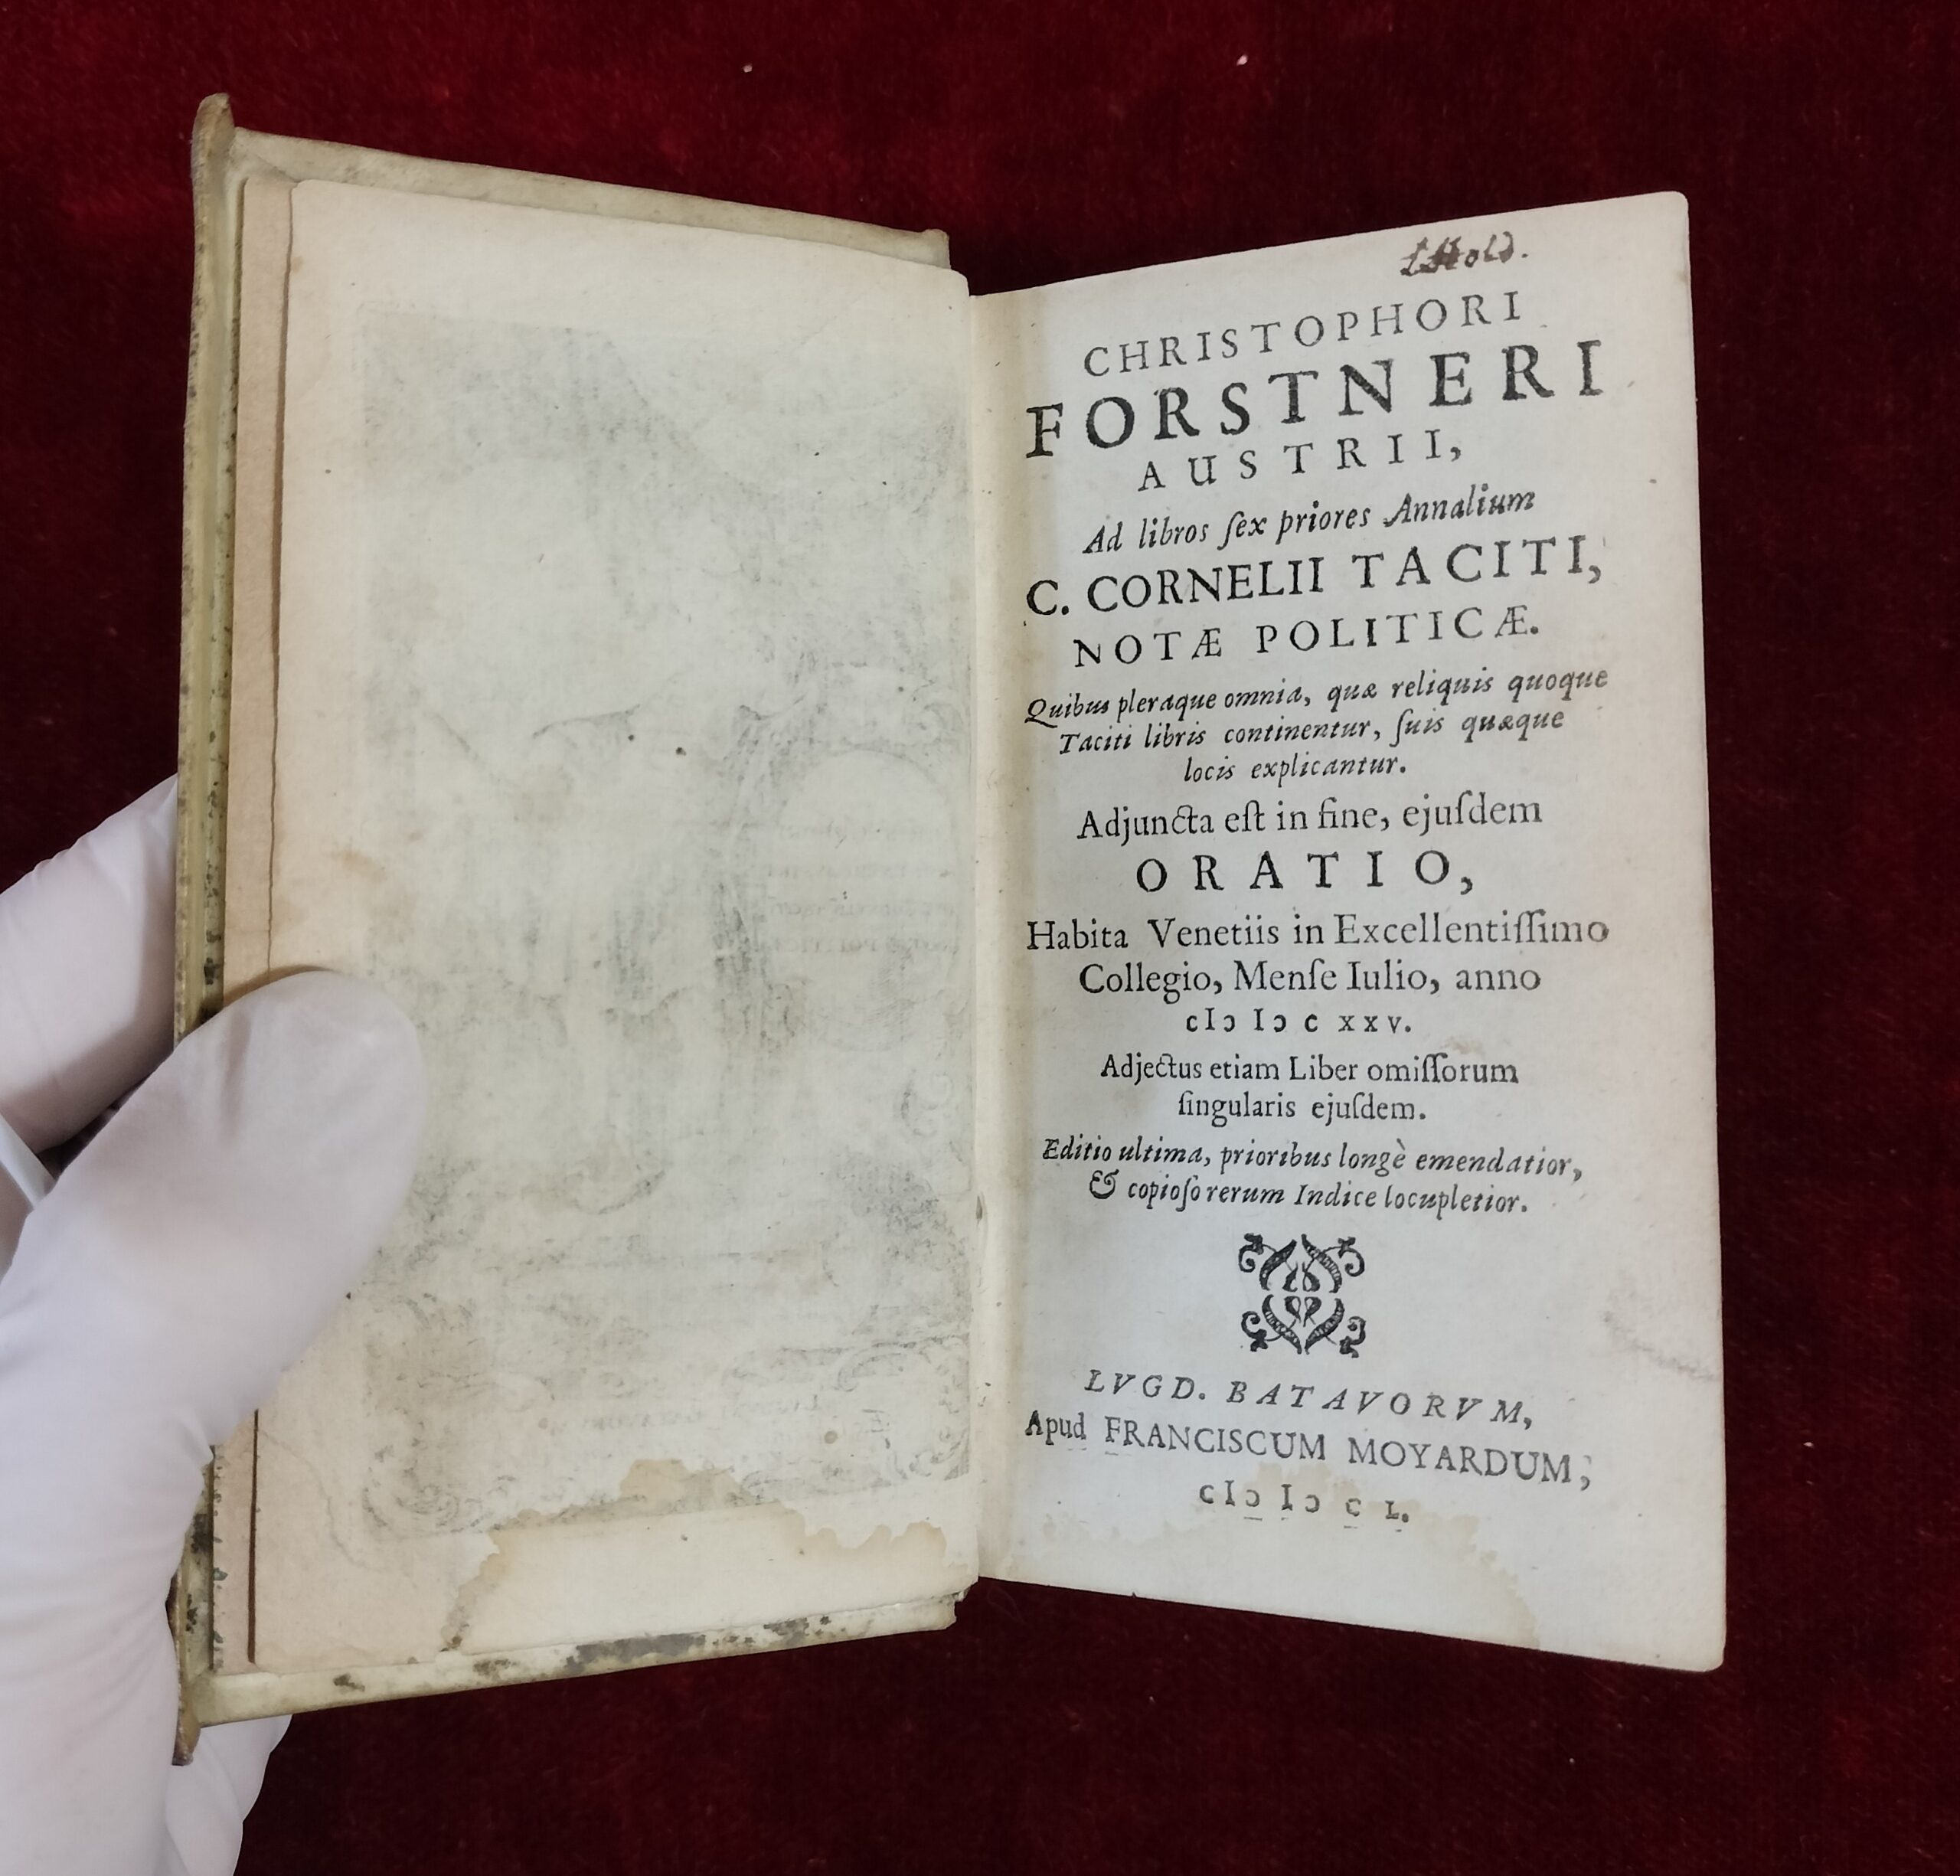 CHRISTOPHORI
FORSTNERI
AUSTRII,
Ad libros ſex priores Annalium
C. CORNELII TACITI,
NOTÆ POLITICÆ.
Quibus pleraque omnia, quæ reliquis quoque
Taciti libris continentur, ſuis quæque
locis explicantur.
Adjuncta eſt in fine, ejuſdem
ORATIO,
Habita Venetiis in Excellentiſſimo
Collegio, Menſe Iulio, anno
cIↄ Iↄ c xxv.
Adjectus etiam Liber omiſſorum
ſingularis ejuſdem.
Editio ultima, prioribus longè emendatior,
& copioſo rerum Indice locupletior.
LVGD. BATAVORVM,
Apud FRANCISCUM MOYARDUM,
cIↄ Iↄ c L.